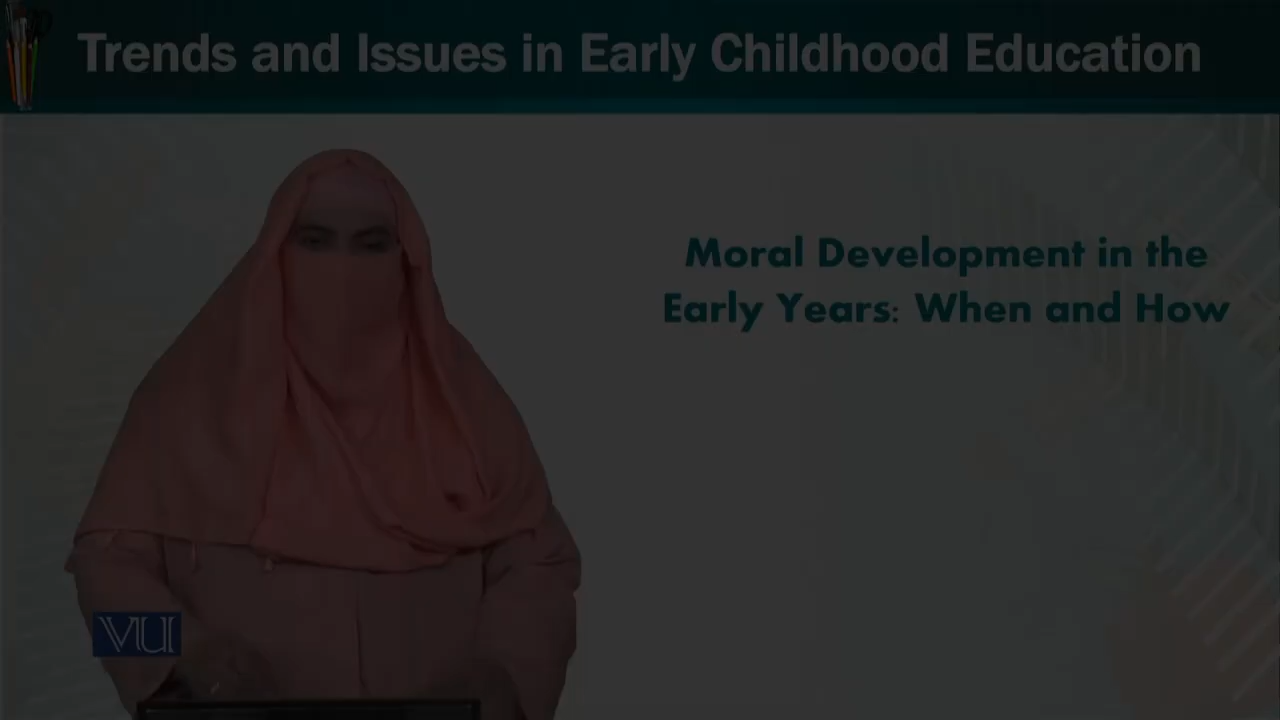 Trends and Issues in Early Childhood Education
Moral Development in the
Early Years: When and How
VU